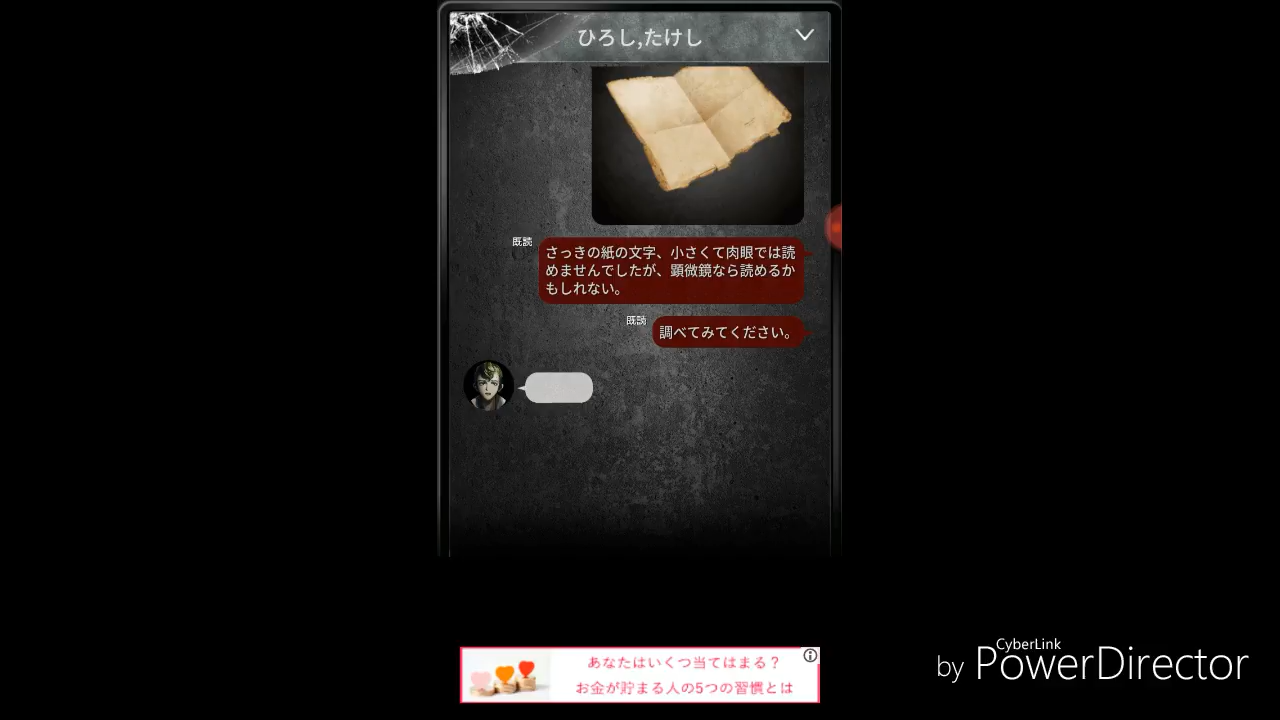 ひろし,たけし
既読
さっきの紙の文字、小さくて肉眼では読
めませんでしたが、顕微鏡なら読めるか
もしれない。
既読
調べてみてください。
あなたはいくつ当てはまる？
お金が貯まる人の5つの習慣とは
CyberLink
by PowerDirector